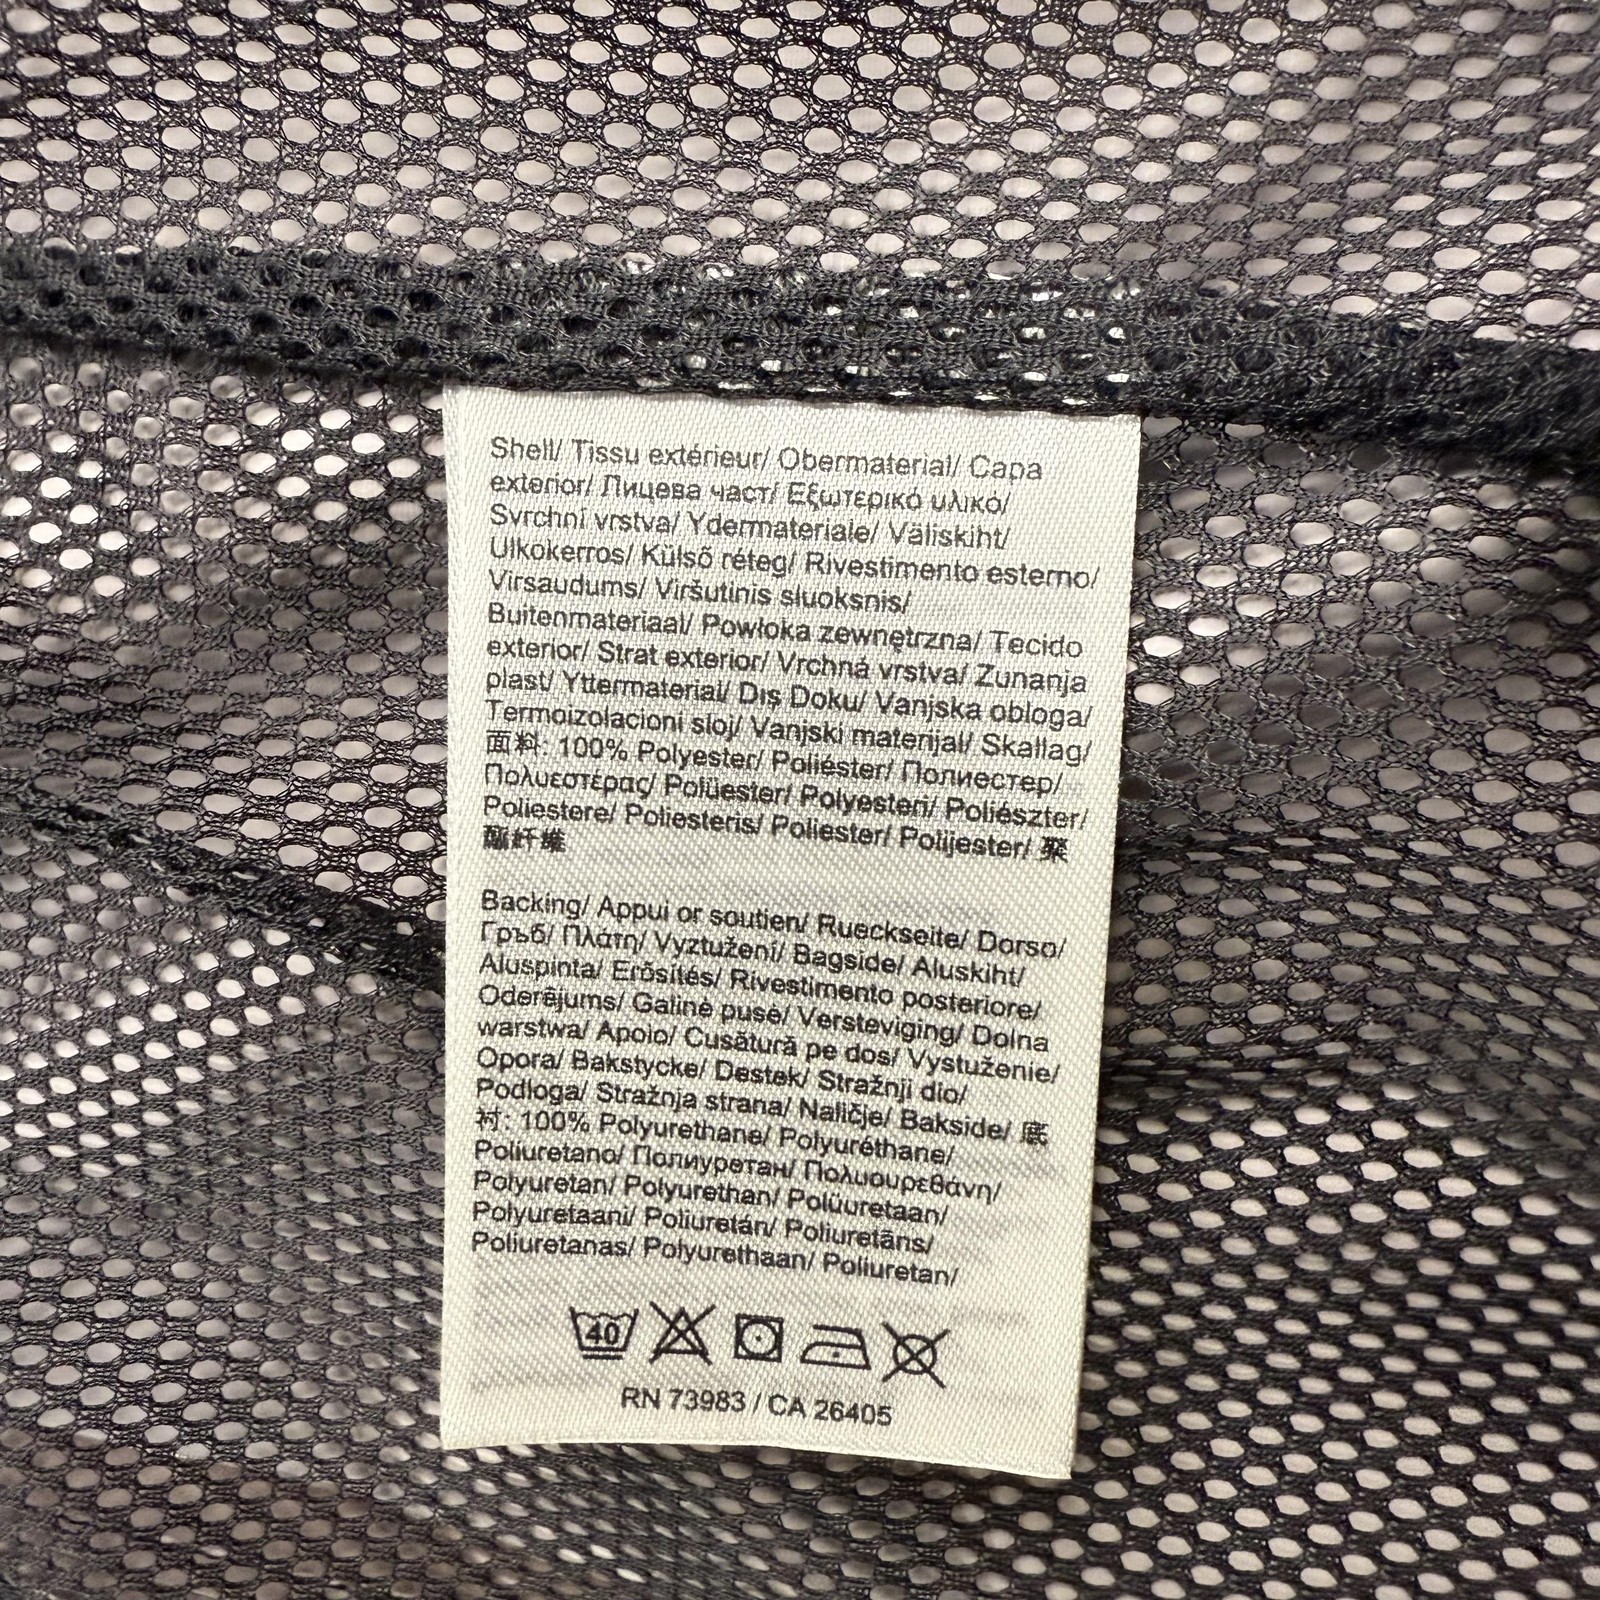 Shell/ Tissu extérieur/ Obermaterial/ Capa
exterior/ Лицева част/ Εξωτερικό υλικό/
Svrchní vrstva/ Ydermateriale/ Väliskiht/
Ulkokerros/ Külső réteg/ Rivestimento esterno/
Virsaudums/ Viršutinis sluoksnis/
Buitenmateriaal/ Powłoka zewnętrzna/ Tecido
exterior/ Strat exterior/ Vrchná vrstva/ Zunanja
plast/ Yttermaterial/ Dış Doku/ Vanjska obloga/
Termoizolacioni sloj/ Vanjski materijal/ Skallag/
面料: 100% Polyester/ Poliéster/ Полиестер/
Πολυεστέρας/ Polüester/ Polyesteri/ Poliészter/
Poliestere/ Poliesteris/ Poliester/ Polijester/ 聚
酯纤维
Backing/ Appui or soutien/ Rueckseite/ Dorso/
Гръб/ Πλάτη/ Vyztužení/ Bagside/ Aluskiht/
Aluspinta/ Erősítés/ Rivestimento posteriore/
Oderējums/ Galinė pusė/ Versteviging/ Dolna
warstwa/ Apoio/ Cusătură pe dos/ Vystuženie/
Opora/ Bakstycke/ Destek/ Stražnji dio/
Podloga/ Stražnja strana/ Naličje/ Bakside/ 底
衬: 100% Polyurethane/ Polyuréthane/
Poliuretano/ Полиуретан/ Πολυουρεθάνη/
Polyuretan/ Polyurethan/ Polüuretaan/
Polyuretaani/ Poliuretán/ Poliuretāns/
Poliuretanas/ Polyurethaan/ Poliuretan/
40
RN 73983 / CA 26405